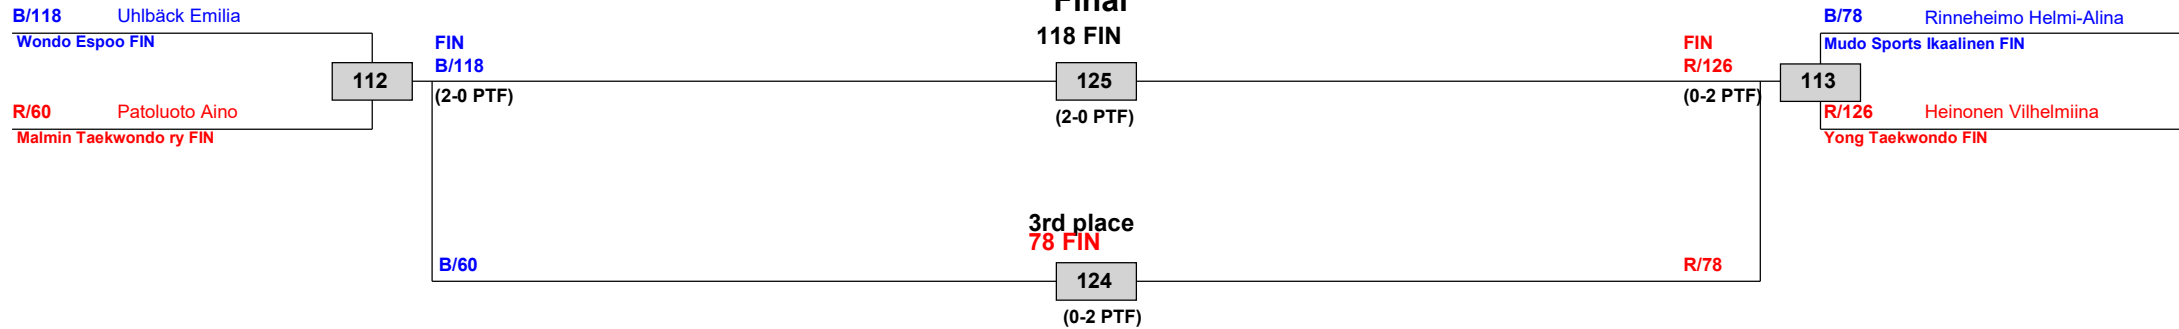 Final
118 FIN
B/118 Uhlbäck Emilia
Wondo Espoo FIN
112
R/60 Patoluoto Aino
Malmin Taekwondo ry FIN
FIN
B/118
(2-0 PTF)
125
(2-0 PTF)
FIN
R/126
(0-2 PTF)
B/78 Rinneheimo Helmi-Alina
Mudo Sports Ikaalinen FIN
113
R/126 Heinonen Vilhelmiina
Yong Taekwondo FIN
3rd place
78 FIN
B/60
124
R/78
(0-2 PTF)